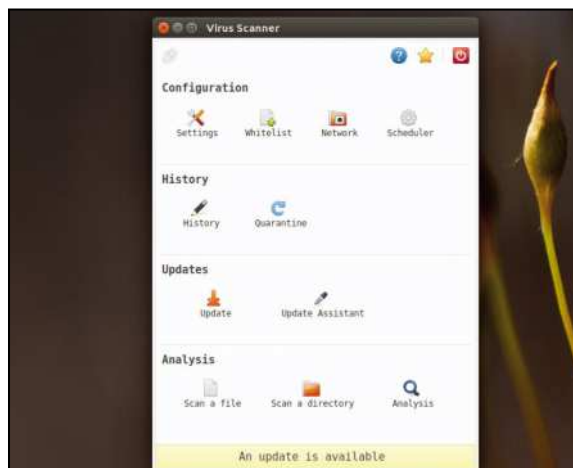 Virus Scanner
?
Configuration
Settings Whitelist Network Scheduler
History
History Quarantine
Updates
Update Update Assistant
Analysis
Scan a file Scan a directory Analysis
An update is available